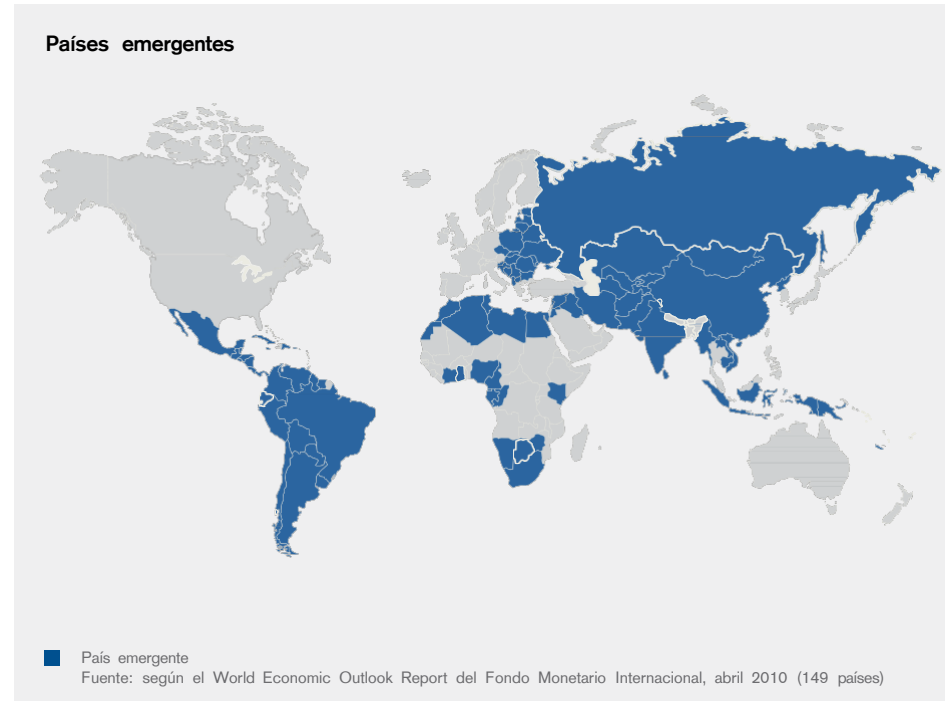 Países emergentes
País emergente
Fuente: según el World Economic Outlook Report del Fondo Monetario Internacional, abril 2010 (149 países)